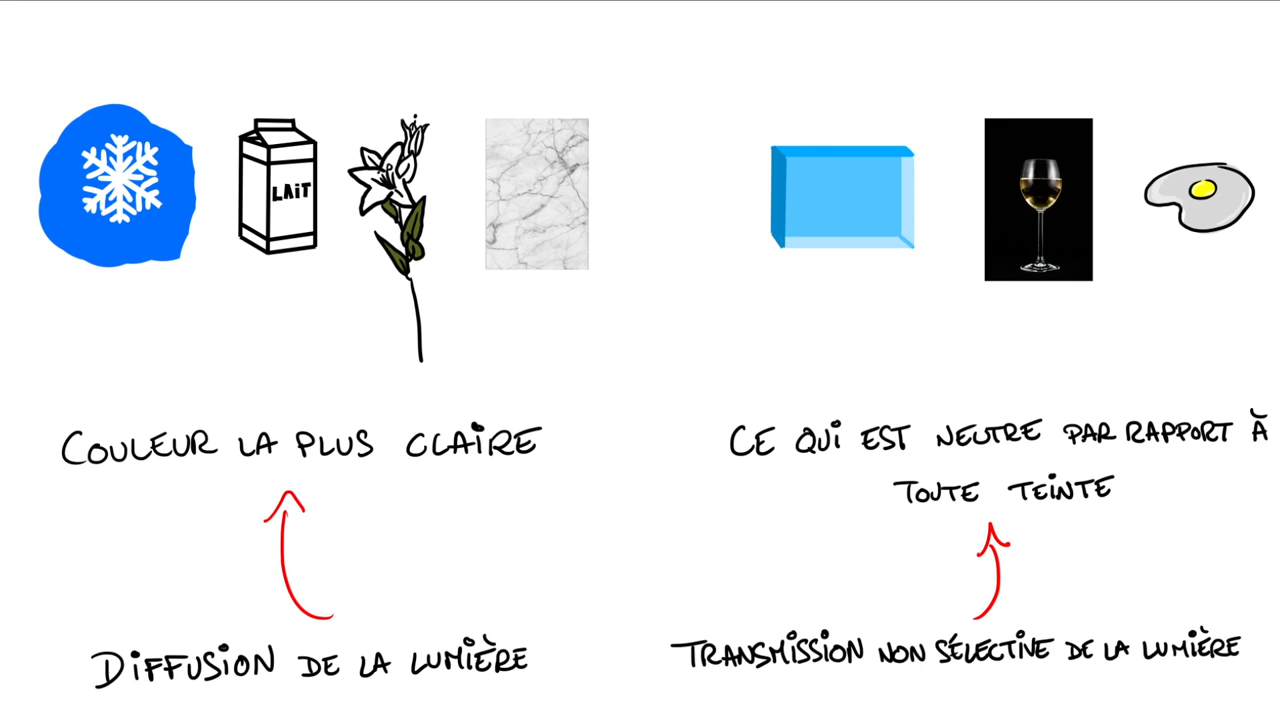 LAIT
COULEUR LA PLUS CLAIRE
CE QUI EST NEUTRE PAR RAPPORT À
TOUTE TEINTE
DIFFUSION DE LA LUMIÈRE
TRANSMISSION NON SÉLECTIVE DE LA LUMIÈRE